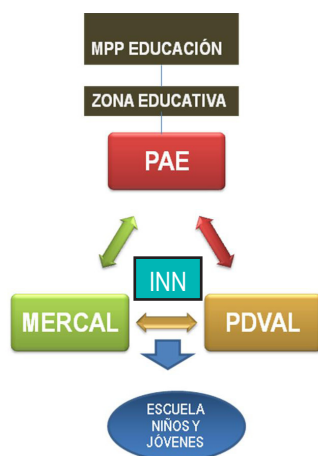 MPP EDUCACIÓN
ZONA EDUCATIVA
PAE
INN
MERCAL
PDVAL
ESCUELA
NIÑOS Y
JÓVENES